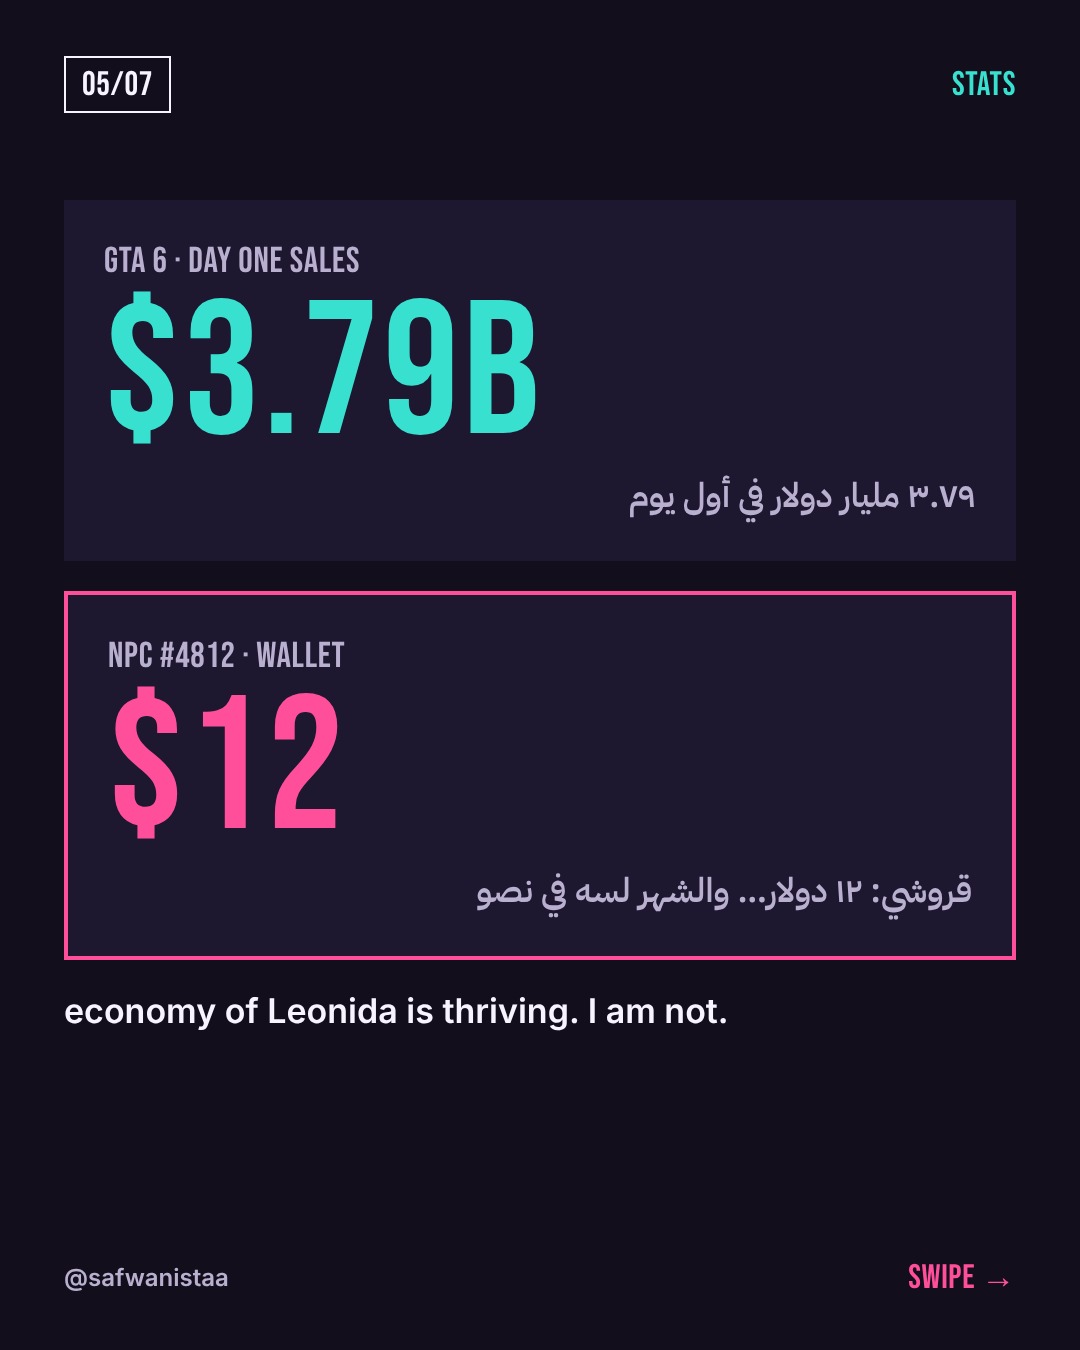 05/07
STATS
GTA 6 · DAY ONE SALES
$3.79B
٣.٧٩ مليار دولار في أول يوم
NPC #4812 · WALLET
$12
قروشي: ١٢ دولار... والشهر لسه في نصو
economy of Leonida is thriving. I am not.
@safwanistaa
SWIPE →